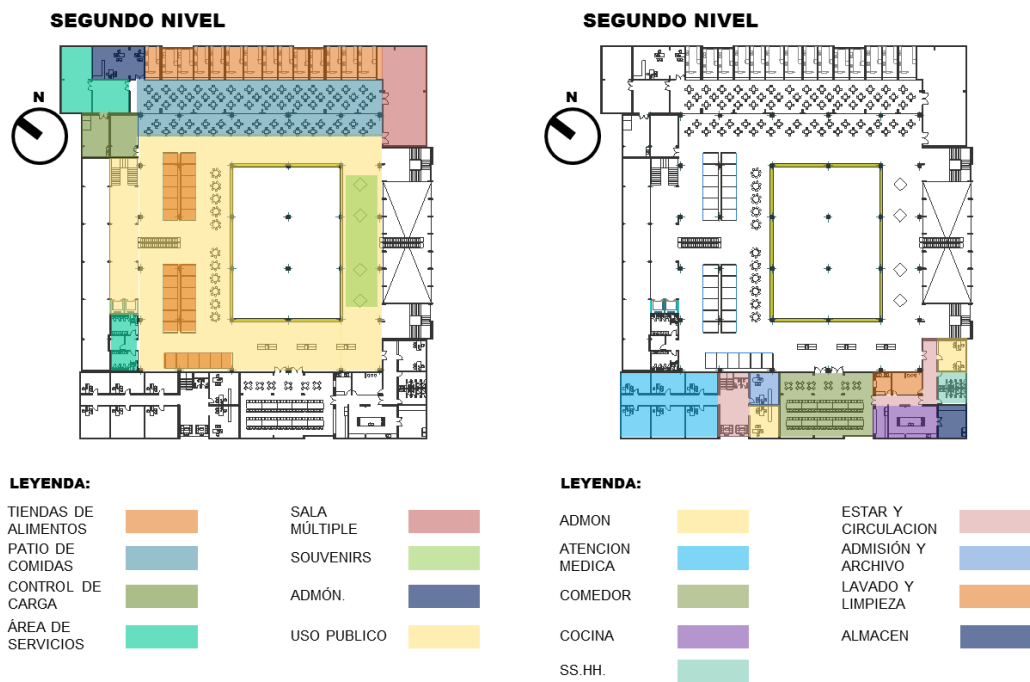 SEGUNDO NIVEL
N
LEYENDA:
TIENDAS DE
ALIMENTOS
PATIO DE
COMIDAS
CONTROL DE
CARGA
ÁREA DE
SERVICIOS
SALA
MÚLTIPLE
SOUVENIRS
ADMÓN.
USO PUBLICO
SEGUNDO NIVEL
N
LEYENDA:
ADMON
ATENCION
MEDICA
COMEDOR
COCINA
SS.HH.
ESTAR Y
CIRCULACION
ADMISIÓN Y
ARCHIVO
LAVADO Y
LIMPIEZA
ALMACEN